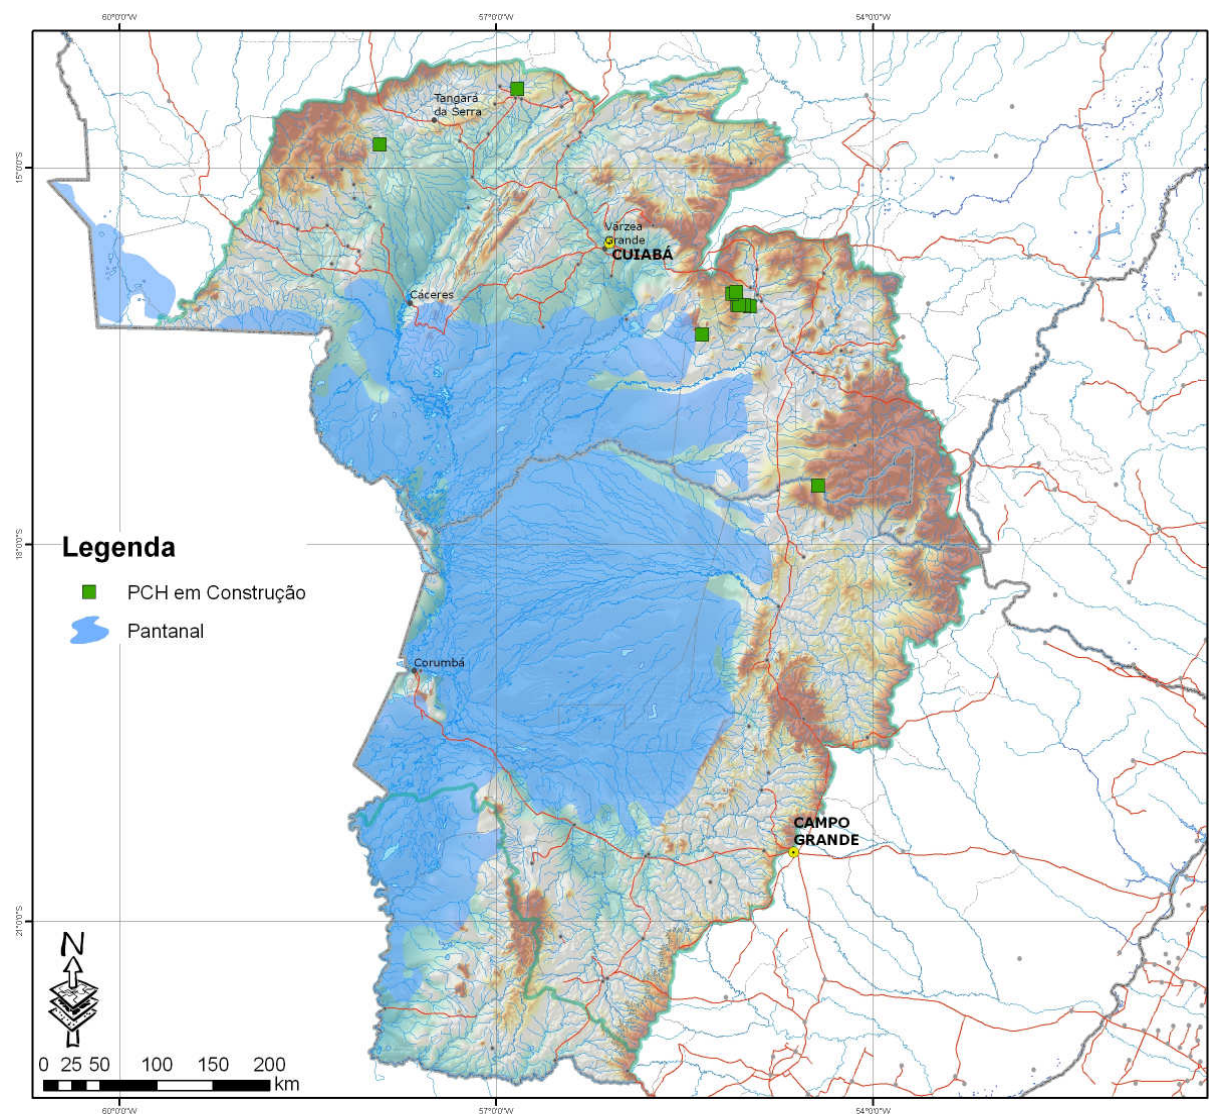 60°0'0"W 57°0'0"W 54°0'0"W
Tangará
da Serra
15°0'0"S
Várzea
Grande
CUIABÁ
Cáceres
18°0'0"S
Legenda
PCH em Construção
Pantanal
Corumbá
CAMPO
GRANDE
21°0'0"S
N
0 25 50 100 150 200
km
60°0'0"W 57°0'0"W 54°0'0"W